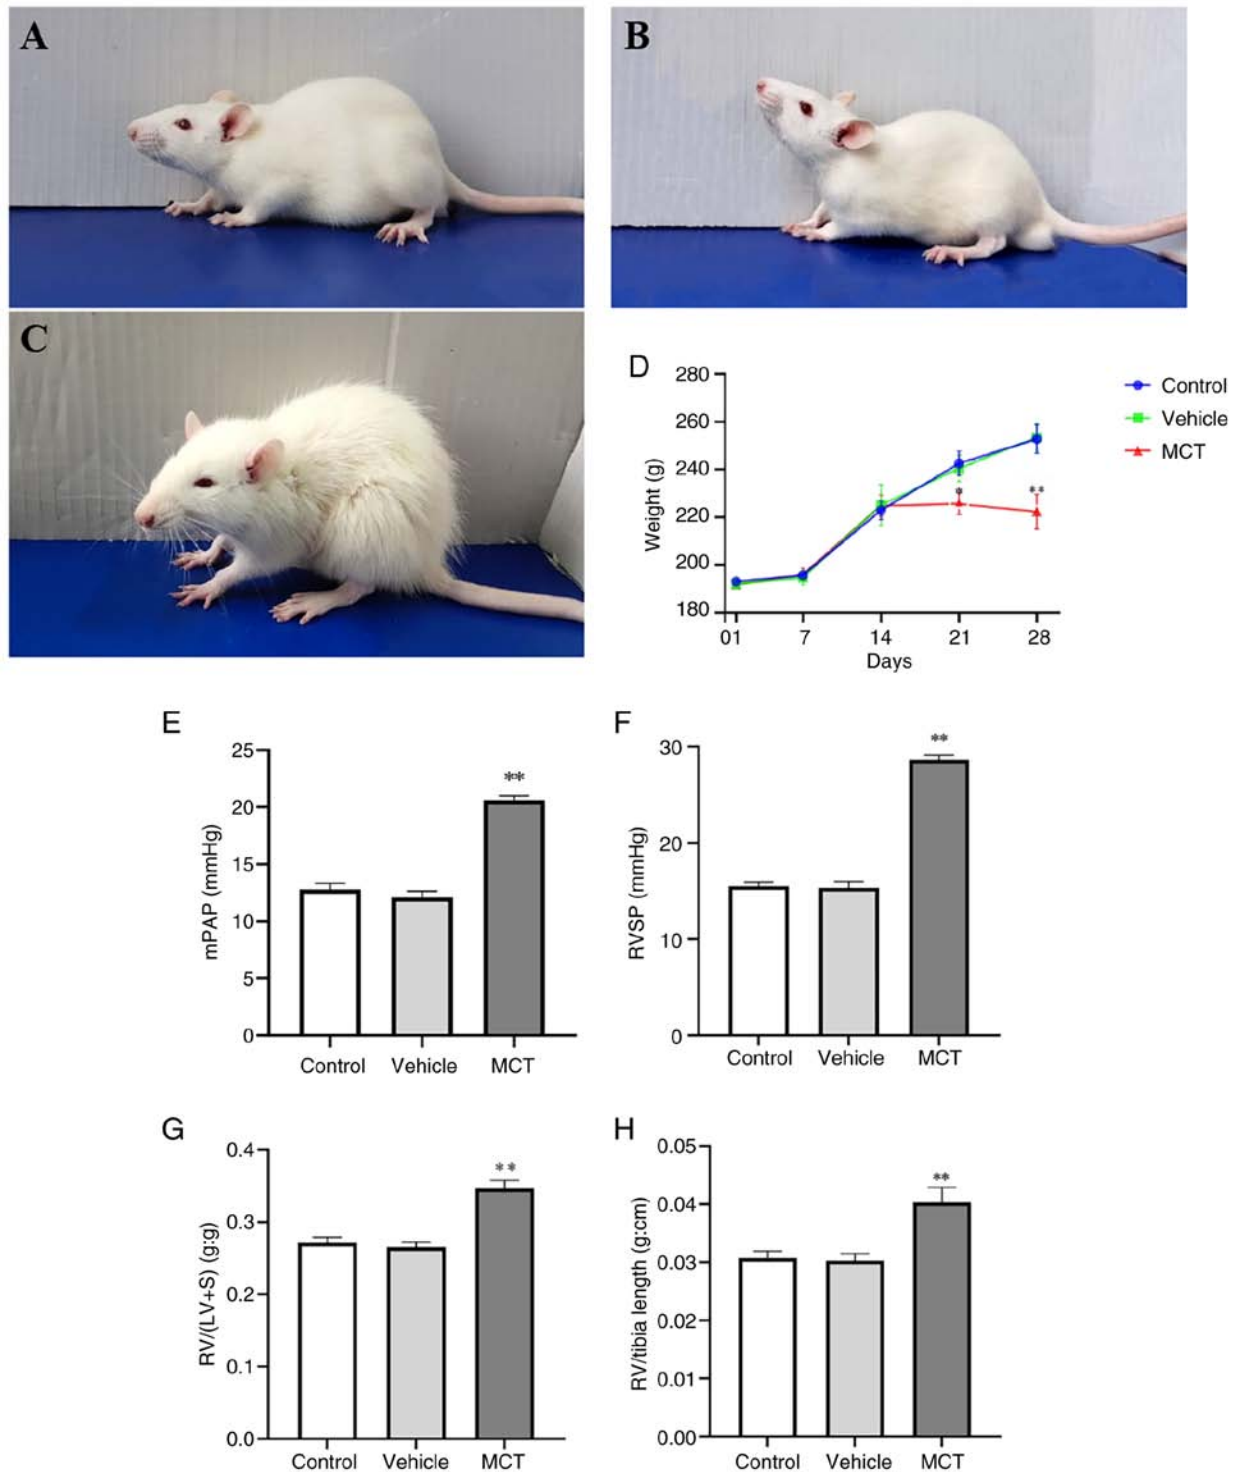 A
B
C
D
280
260
240
220
200
180
Weight (g)
* **
01 7 14 21 28
Days
Control
Vehicle
MCT
E
25
20
15
10
5
0
mPAP (mmHg)
**
Control Vehicle MCT
F
30
20
10
0
RVSP (mmHg)
**
Control Vehicle MCT
G
0.4
0.3
0.2
0.1
0.0
RV/(LV+S) (g:g)
**
Control Vehicle MCT
H
0.05
0.04
0.03
0.02
0.01
0.00
RV/tibia length (g:cm)
**
Control Vehicle MCT